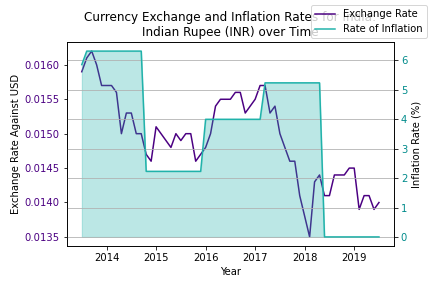 Currency Exchange and Inflation Rates for India:
Indian Rupee (INR) over Time
Exchange Rate
Rate of Inflation
0.0160
0.0155
0.0150
0.0145
0.0140
0.0135
Exchange Rate Against USD
6
5
4
3
2
1
0
Inflation Rate (%)
2014
2015
2016
2017
2018
2019
Year